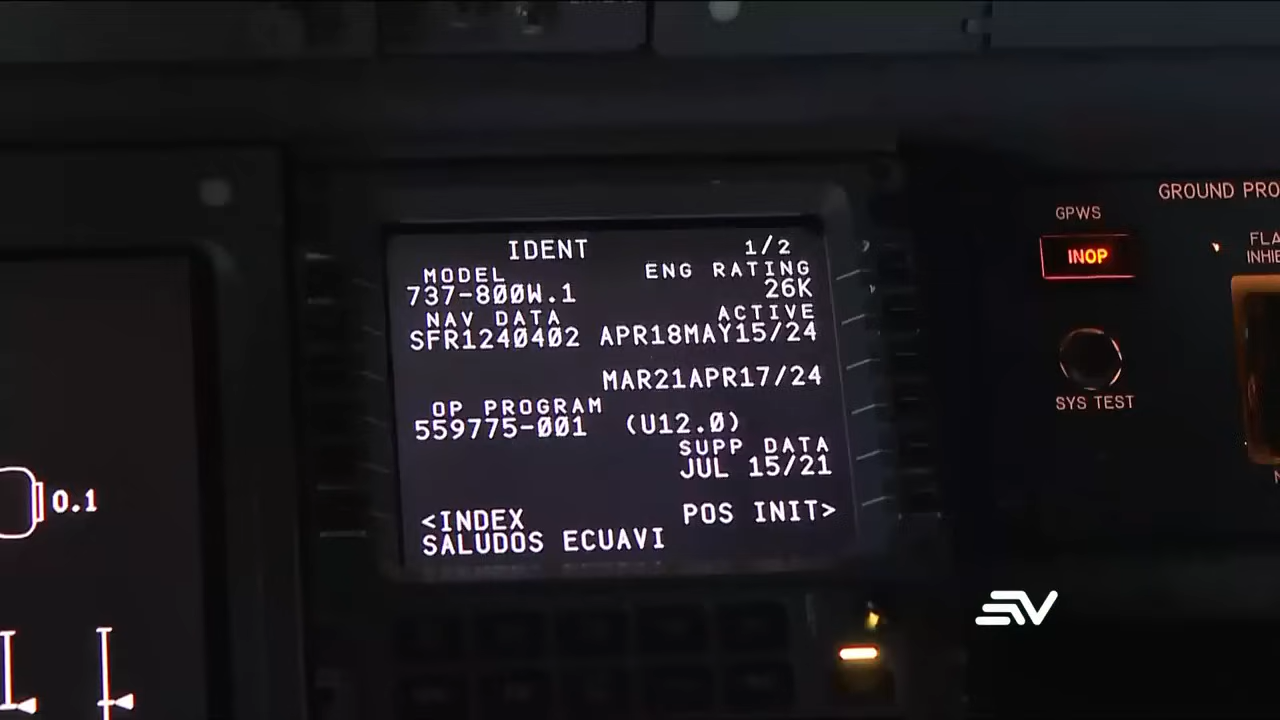 IDENT 1/2
MODEL ENG RATING
737-800W.1 26K
NAV DATA ACTIVE
SFR1240402 APR18MAY15/24
MAR21APR17/24
OP PROGRAM
559775-001 (U12.0)
SUPP DATA
JUL 15/21
<INDEX POS INIT>
SALUDOS ECUAVI
0.1
GROUND PRO
GPWS
INOP
FLA
INHI
SYS TEST